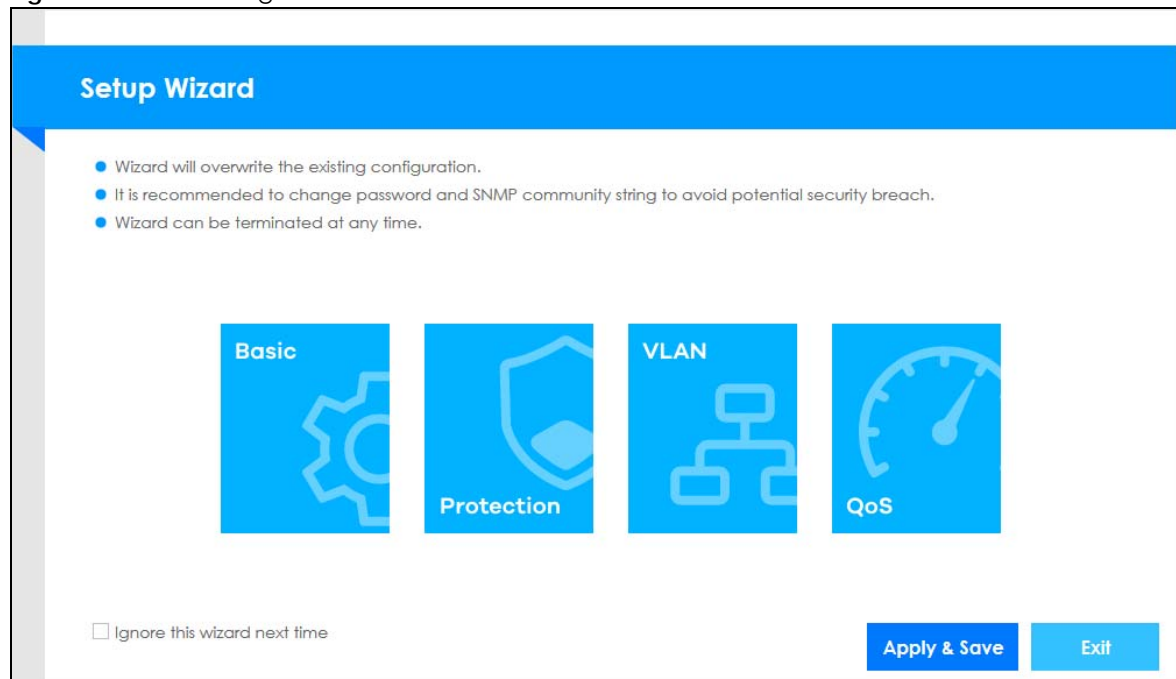 Setup Wizard
Wizard will overwrite the existing configuration.
It is recommended to change password and SNMP community string to avoid potential security breach.
Wizard can be terminated at any time.
Basic
Protection
VLAN
QoS
Ignore this wizard next time
Apply & Save
Exit